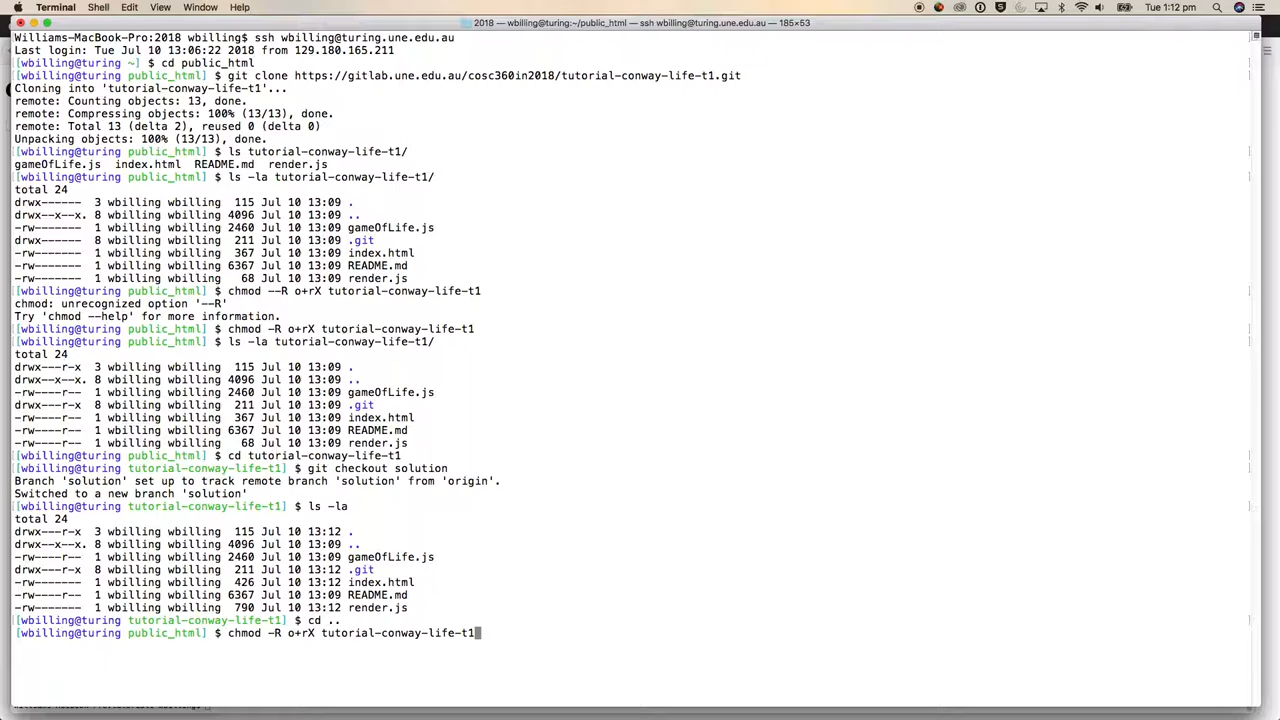 Terminal Shell Edit View Window Help Tue Jul 10 1:12 pm
2018 — wbilling@turing:~/public_html — ssh wbilling@turing.une.edu.au — 185×53
Williams-MacBook-Pro:2018 wbilling$ ssh wbilling@turing.une.edu.au
Last login: Tue Jul 10 13:06:22 2018 from 129.180.165.211
[[wbilling@turing ~] $ cd public_html
[[wbilling@turing public_html] $ git clone https://gitlab.une.edu.au/cosc360in2018/tutorial-conway-life-t1.git
Cloning into 'tutorial-conway-life-t1'...
remote: Counting objects: 13, done.
remote: Compressing objects: 100% (13/13), done.
remote: Total 13 (delta 2), reused 0 (delta 0)
Unpacking objects: 100% (13/13), done.
[[wbilling@turing public_html] $ ls tutorial-conway-life-t1/
gameOfLife.js  index.html  README.md  render.js
[[wbilling@turing public_html] $ ls -la tutorial-conway-life-t1/
total 24
drwx------  3 wbilling wbilling  115 Jul 10 13:09 .
drwx--x--x. 8 wbilling wbilling 4096 Jul 10 13:09 ..
-rw-------  1 wbilling wbilling 2460 Jul 10 13:09 gameOfLife.js
drwx------  8 wbilling wbilling  211 Jul 10 13:09 .git
-rw-------  1 wbilling wbilling  367 Jul 10 13:09 index.html
-rw-------  1 wbilling wbilling 6367 Jul 10 13:09 README.md
-rw-------  1 wbilling wbilling   68 Jul 10 13:09 render.js
[[wbilling@turing public_html] $ chmod --R o+rX tutorial-conway-life-t1
chmod: unrecognized option '--R'
Try 'chmod --help' for more information.
[[wbilling@turing public_html] $ chmod -R o+rX tutorial-conway-life-t1
[[wbilling@turing public_html] $ ls -la tutorial-conway-life-t1/
total 24
drwx---r-x  3 wbilling wbilling  115 Jul 10 13:09 .
drwx--x--x. 8 wbilling wbilling 4096 Jul 10 13:09 ..
-rw----r--  1 wbilling wbilling 2460 Jul 10 13:09 gameOfLife.js
drwx---r-x  8 wbilling wbilling  211 Jul 10 13:09 .git
-rw----r--  1 wbilling wbilling  367 Jul 10 13:09 index.html
-rw----r--  1 wbilling wbilling 6367 Jul 10 13:09 README.md
-rw----r--  1 wbilling wbilling   68 Jul 10 13:09 render.js
[[wbilling@turing public_html] $ cd tutorial-conway-life-t1
[[wbilling@turing tutorial-conway-life-t1] $ git checkout solution
Branch 'solution' set up to track remote branch 'solution' from 'origin'.
Switched to a new branch 'solution'
[[wbilling@turing tutorial-conway-life-t1] $ ls -la
total 24
drwx---r-x  3 wbilling wbilling  115 Jul 10 13:12 .
drwx--x--x. 8 wbilling wbilling 4096 Jul 10 13:09 ..
-rw----r--  1 wbilling wbilling 2460 Jul 10 13:09 gameOfLife.js
drwx---r-x  8 wbilling wbilling  211 Jul 10 13:12 .git
-rw-------  1 wbilling wbilling  426 Jul 10 13:12 index.html
-rw----r--  1 wbilling wbilling 6367 Jul 10 13:09 README.md
-rw-------  1 wbilling wbilling  790 Jul 10 13:12 render.js
[[wbilling@turing tutorial-conway-life-t1] $ cd ..
[wbilling@turing public_html] $ chmod -R o+rX tutorial-conway-life-t1